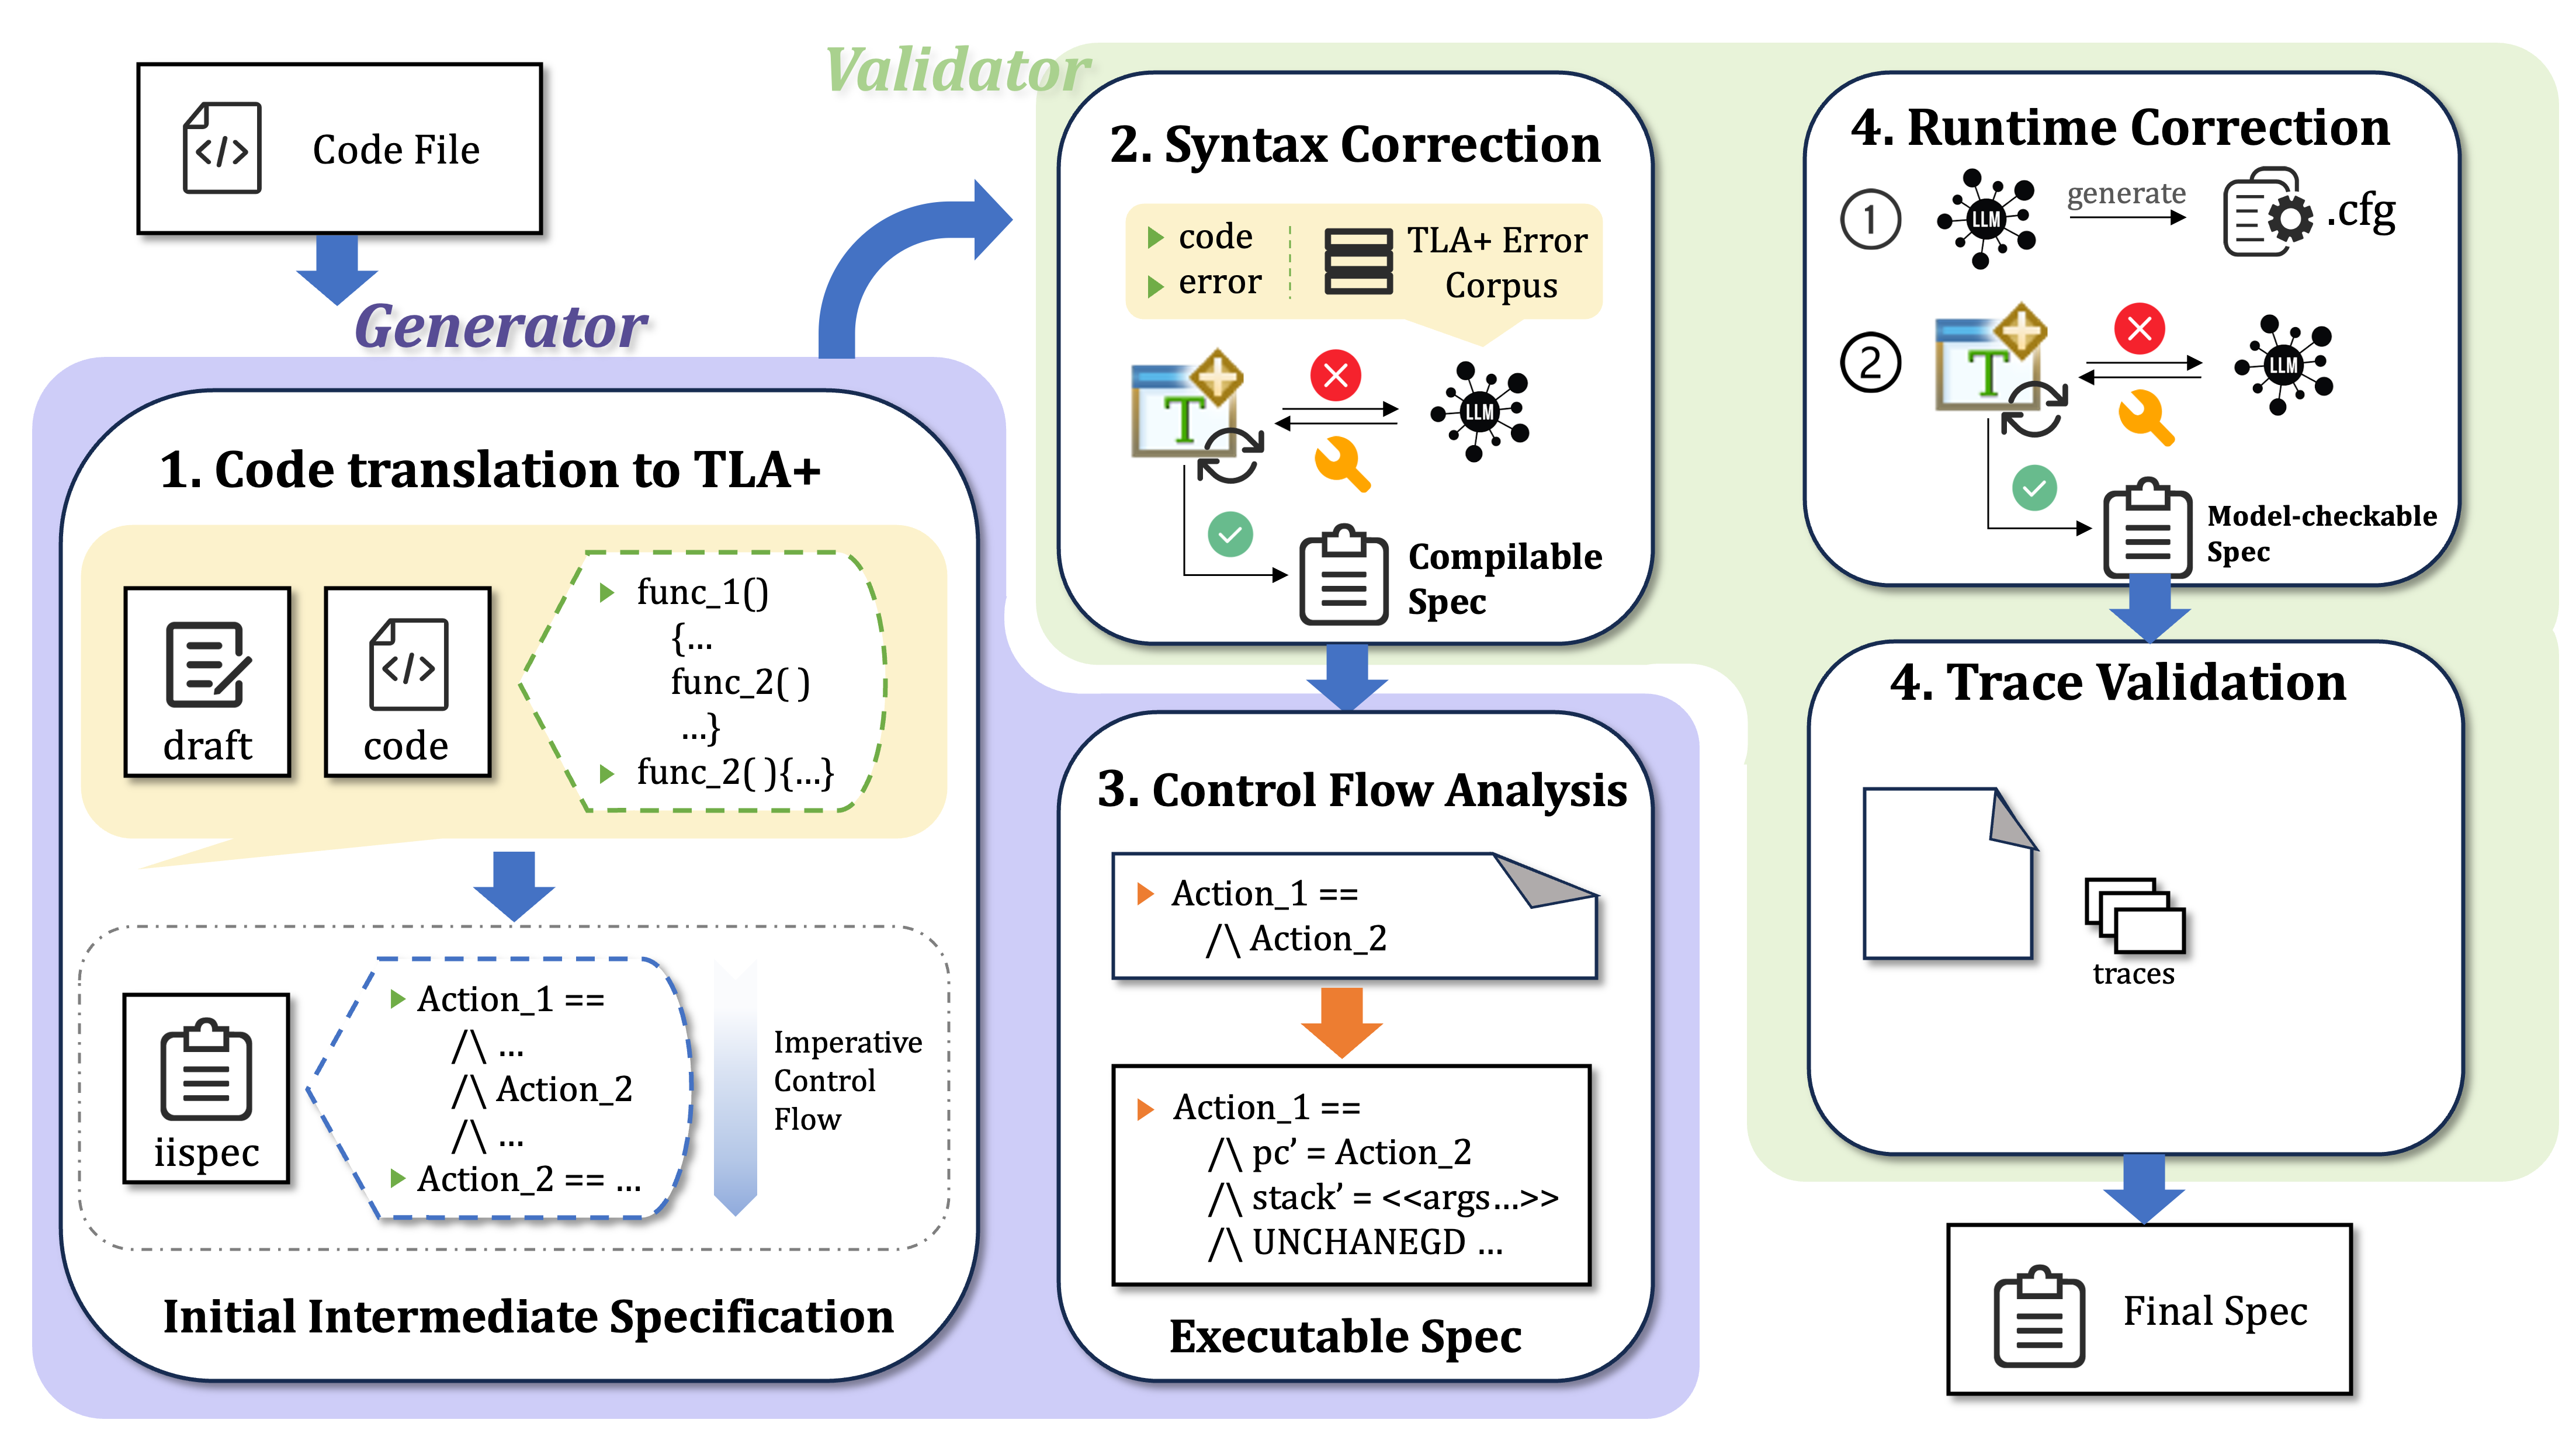 Code File
Generator
1. Code translation to TLA+
draft
code
func_1()
{...
func_2( )
...}
func_2( ){...}
iispec
Action_1 ==
/\ ...
/\ Action_2
/\ ...
Action_2 == ...
Imperative
Control
Flow
Initial Intermediate Specification
Validator
2. Syntax Correction
code
error
TLA+ Error
Corpus
T
LLM
Compilable
Spec
3. Control Flow Analysis
Action_1 ==
/\ Action_2
Action_1 ==
/\ pc’ = Action_2
/\ stack’ = <<args...>>
/\ UNCHANEGD ...
Executable Spec
4. Runtime Correction
1
LLM
generate
.cfg
2
T
LLM
Model-checkable
Spec
4. Trace Validation
traces
Final Spec